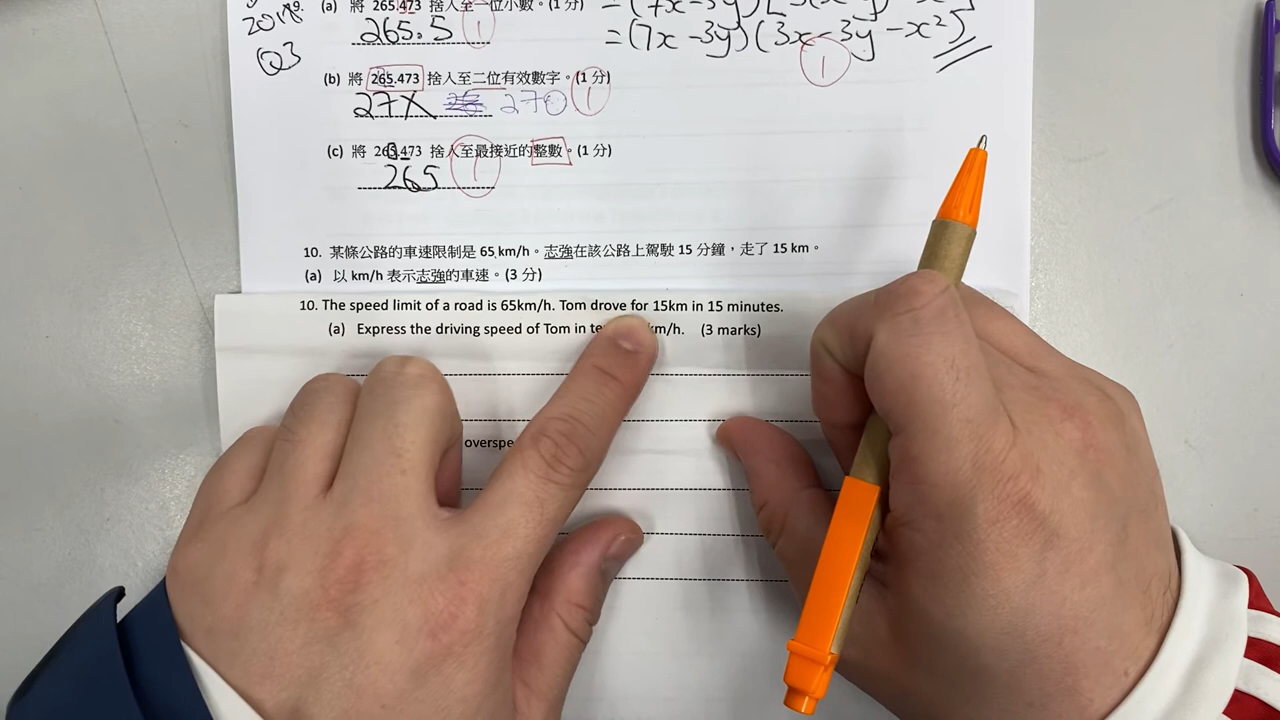 9. (a) 將 265.473 捨入至一位小數。(1 分)
2018
265.5 1
Q3
= (7x - 3y)(3x - 3y - x²)
1
(b) 將 265.473 捨入至二位有效數字。(1 分)
27 270 1
(c) 將 265.473 捨入至最接近的整數。(1 分)
265 1
10. 某條公路的車速限制是 65 km/h。志強在該公路上駕駛 15 分鐘，走了 15 km。
(a) 以 km/h 表示志強的車速。(3 分)
10. The speed limit of a road is 65km/h. Tom drove for 15km in 15 minutes.
(a) Express the driving speed of Tom in km/h. (3 marks)